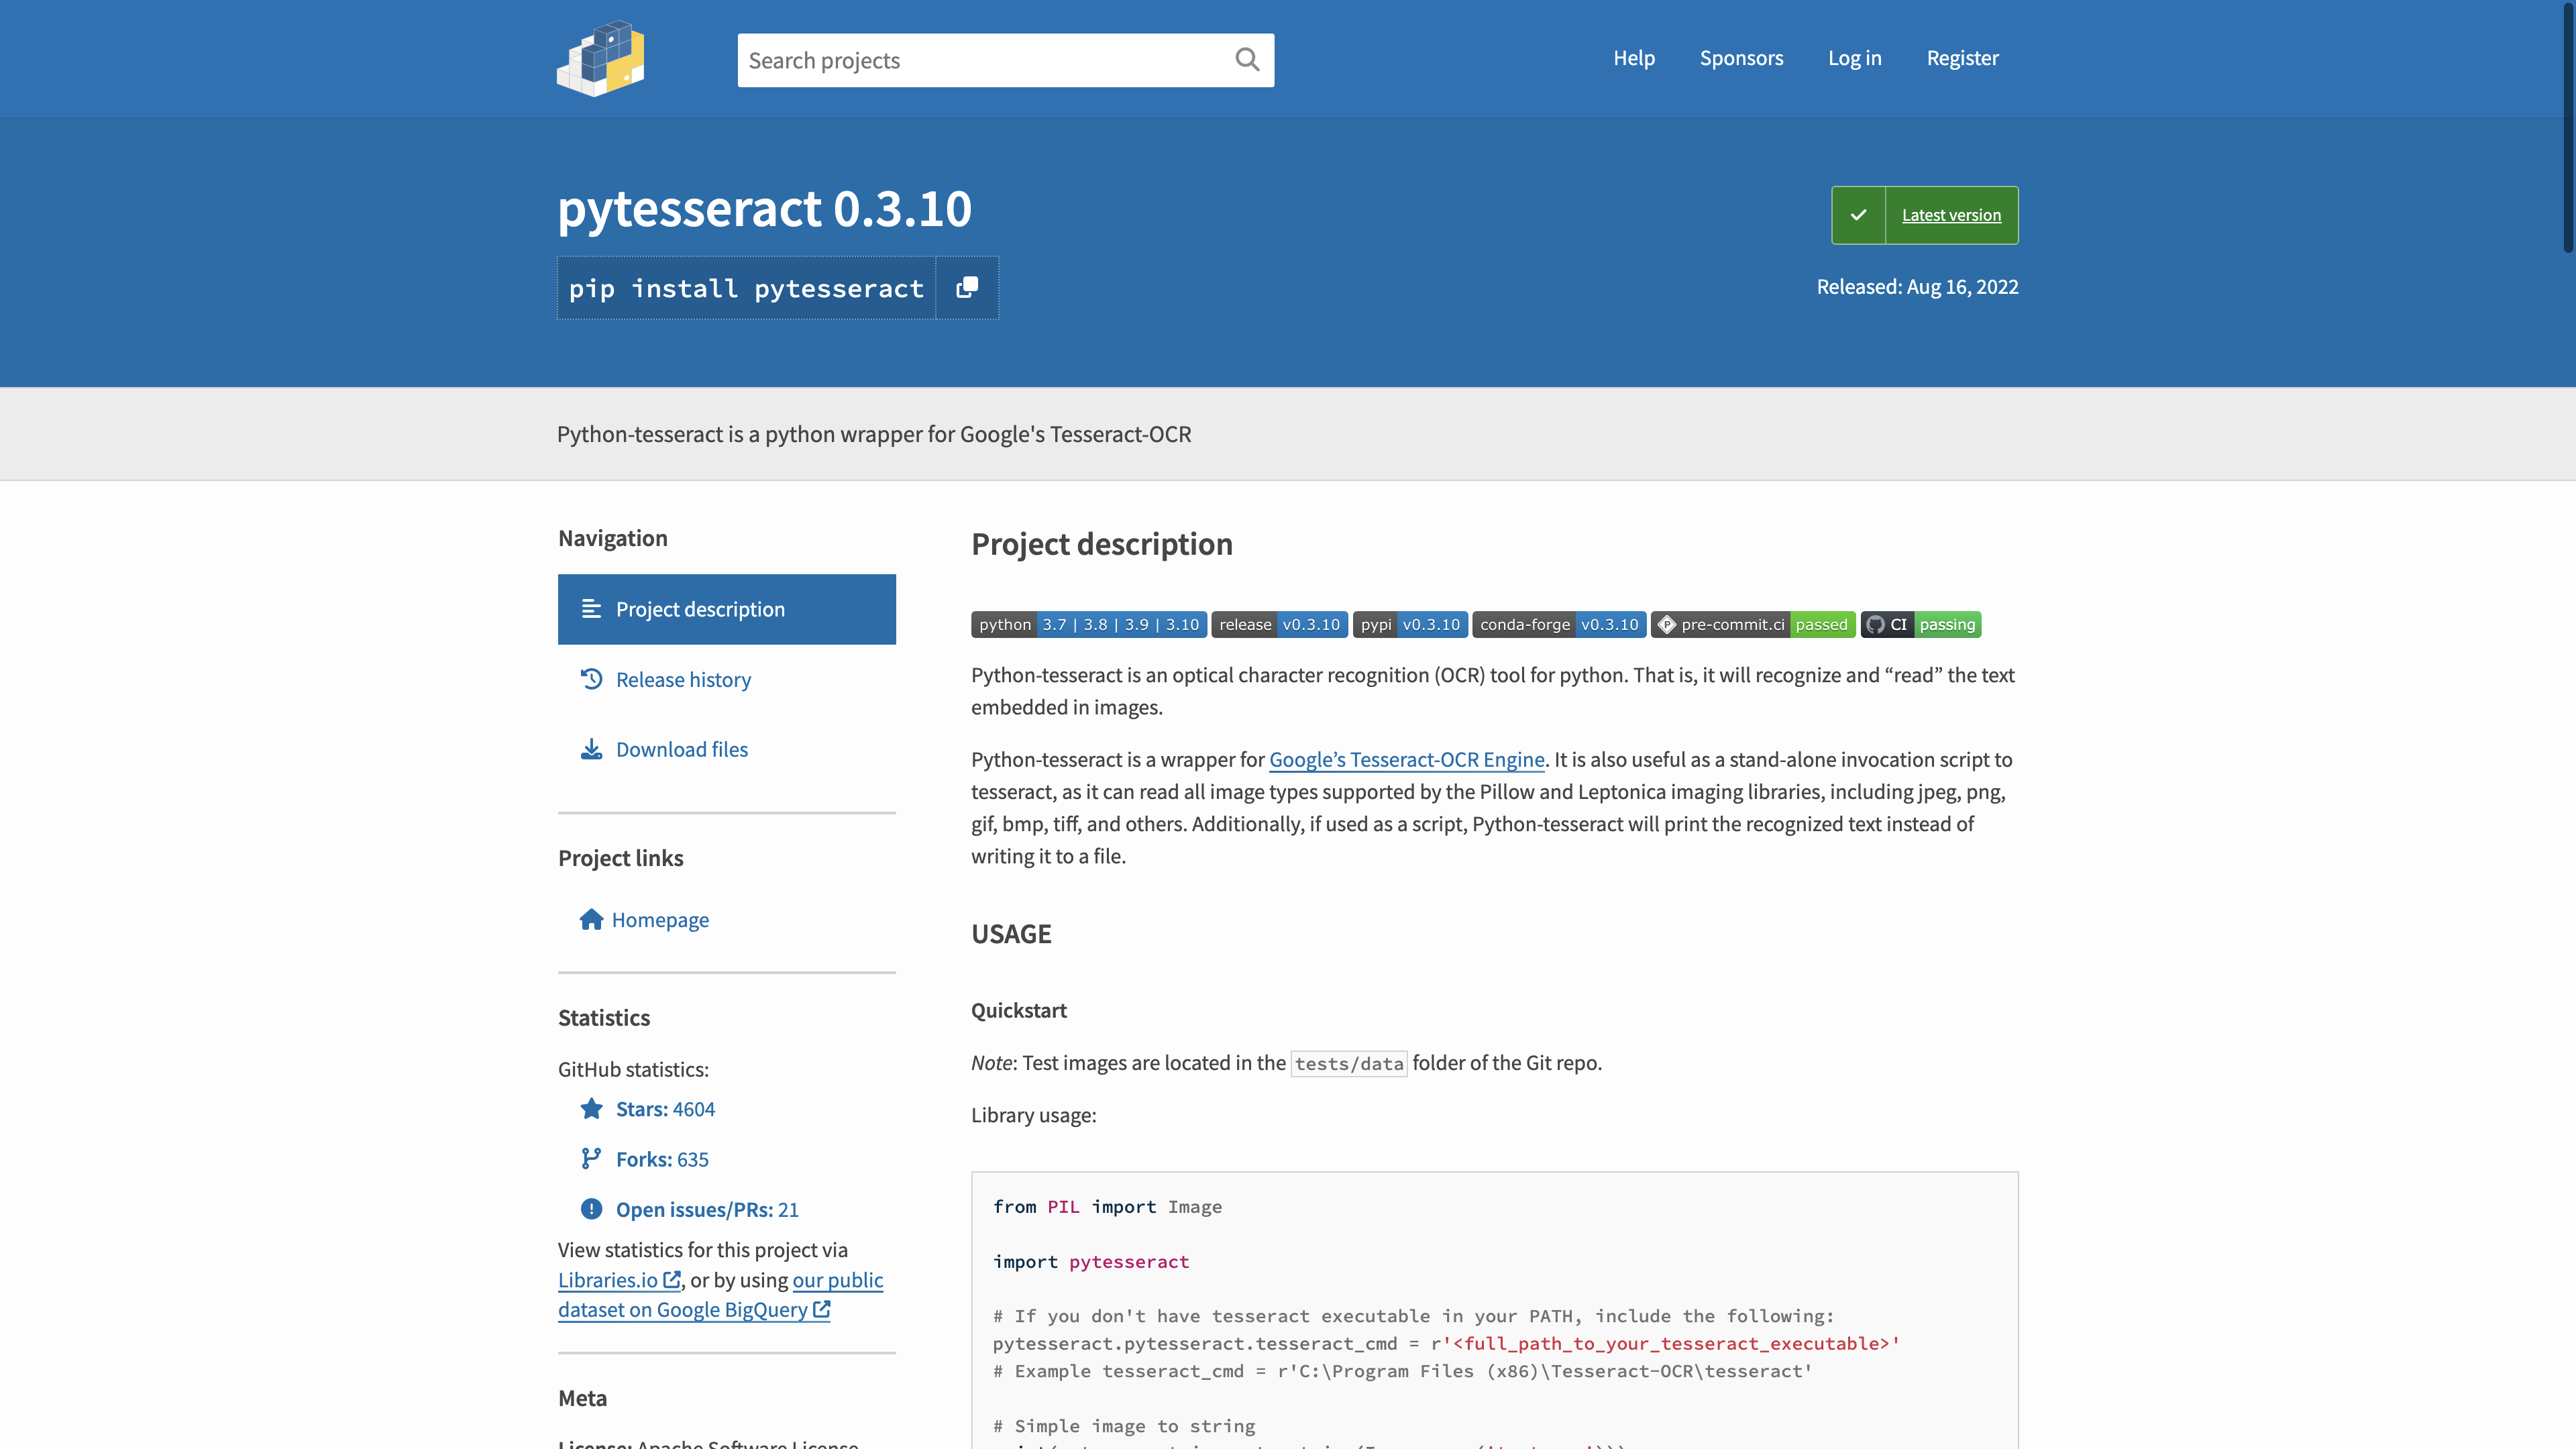 Search projects
Help
Sponsors
Log in
Register
pytesseract 0.3.10
pip install pytesseract
Latest version
Released: Aug 16, 2022
Python-tesseract is a python wrapper for Google's Tesseract-OCR
Navigation
Project description
Release history
Download files
Project links
Homepage
Statistics
GitHub statistics:
Stars: 4604
Forks: 635
Open issues/PRs: 21
View statistics for this project via
Libraries.io, or by using our public
dataset on Google BigQuery
Meta
License: Apache Software License
Project description
python 3.7 | 3.8 | 3.9 | 3.10 release v0.3.10 pypi v0.3.10 conda-forge v0.3.10 pre-commit.ci passed CI passing
Python-tesseract is an optical character recognition (OCR) tool for python. That is, it will recognize and “read” the text
embedded in images.
Python-tesseract is a wrapper for Google’s Tesseract-OCR Engine. It is also useful as a stand-alone invocation script to
tesseract, as it can read all image types supported by the Pillow and Leptonica imaging libraries, including jpeg, png,
gif, bmp, tiff, and others. Additionally, if used as a script, Python-tesseract will print the recognized text instead of
writing it to a file.
USAGE
Quickstart
Note: Test images are located in the tests/data folder of the Git repo.
Library usage:
from PIL import Image
import pytesseract
# If you don't have tesseract executable in your PATH, include the following:
pytesseract.pytesseract.tesseract_cmd = r'<full_path_to_your_tesseract_executable>'
# Example tesseract_cmd = r'C:\Program Files (x86)\Tesseract-OCR\tesseract'
# Simple image to string